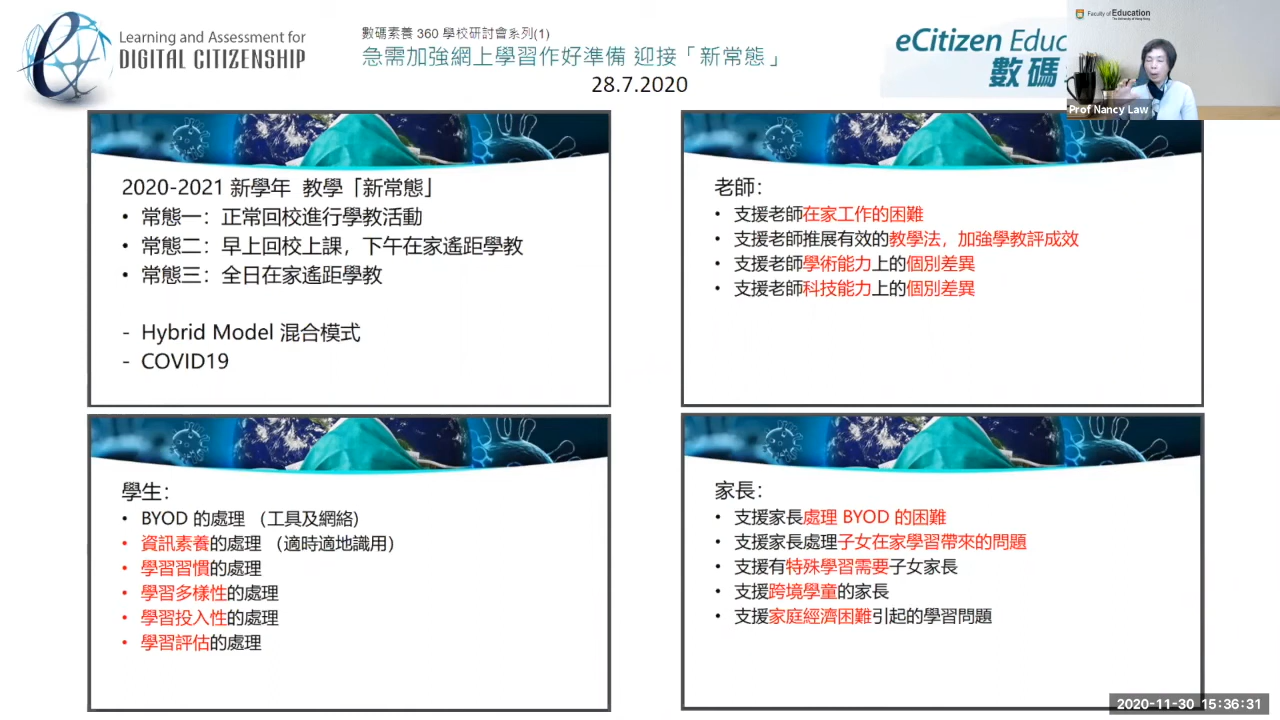 Learning and Assessment for
DIGITAL CITIZENSHIP
數碼素養 360 學校研討會系列(1)
急需加強網上學習作好準備 迎接「新常態」
28.7.2020
eCitizen Educ
數碼
Faculty of Education
The University of Hong Kong
Prof Nancy Law
2020-2021 新學年 教學「新常態」
• 常態一：正常回校進行學教活動
• 常態二：早上回校上課，下午在家遙距學教
• 常態三：全日在家遙距學教
- Hybrid Model 混合模式
- COVID19
老師：
• 支援老師在家工作的困難
• 支援老師推展有效的教學法，加強學教評成效
• 支援老師學術能力上的個別差異
• 支援老師科技能力上的個別差異
學生：
• BYOD 的處理 （工具及網絡）
• 資訊素養的處理 （適時適地識用）
• 學習習慣的處理
• 學習多樣性的處理
• 學習投入性的處理
• 學習評估的處理
家長：
• 支援家長處理 BYOD 的困難
• 支援家長處理子女在家學習帶來的問題
• 支援有特殊學習需要子女家長
• 支援跨境學童的家長
• 支援家庭經濟困難引起的學習問題
2020-11-30 15:36:31